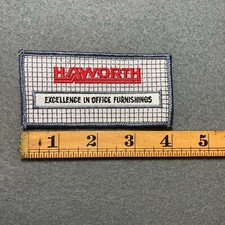 HAWORTH
EXCELLENCE IN OFFICE FURNISHINGS
1 2 3 4 5